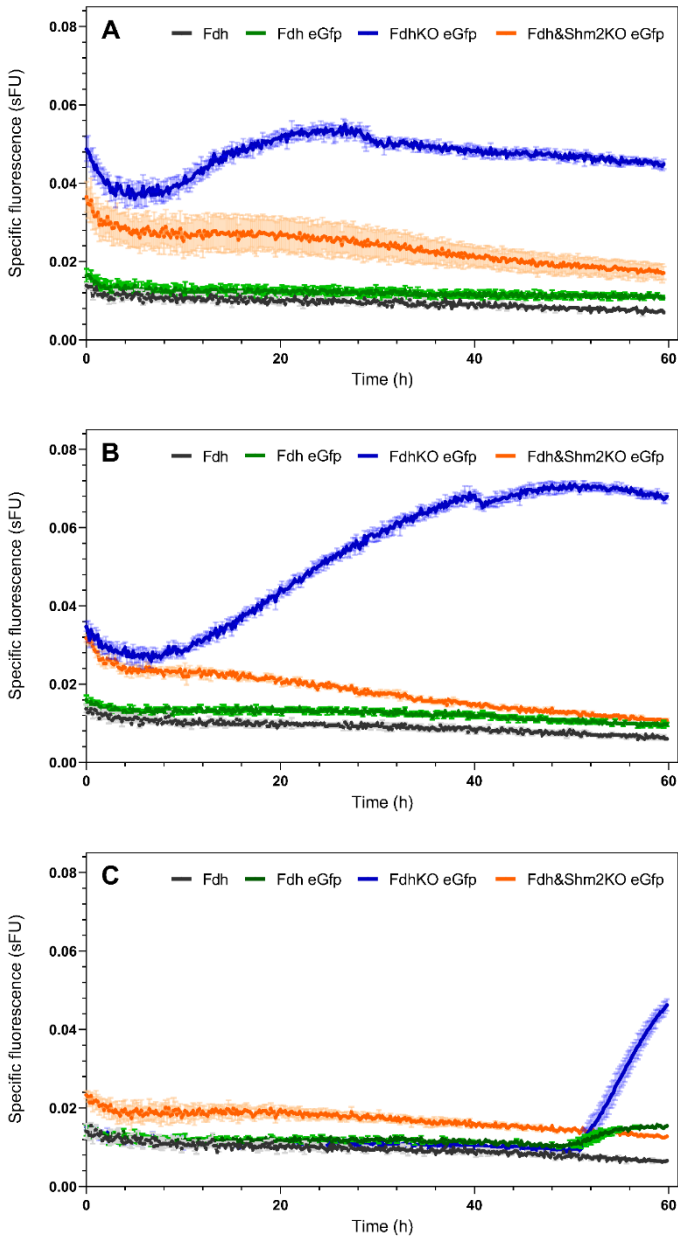 A
Fdh Fdh eGfp FdhKO eGfp Fdh&Shm2KO eGfp
Specific fluorescence (sFU)
0.08
0.06
0.04
0.02
0.00
0 20 40 60
Time (h)
B
Fdh Fdh eGfp FdhKO eGfp Fdh&Shm2KO eGfp
Specific fluorescence (sFU)
0.08
0.06
0.04
0.02
0.00
0 20 40 60
Time (h)
C
Fdh Fdh eGfp FdhKO eGfp Fdh&Shm2KO eGfp
Specific fluorescence (sFU)
0.08
0.06
0.04
0.02
0.00
0 20 40 60
Time (h)